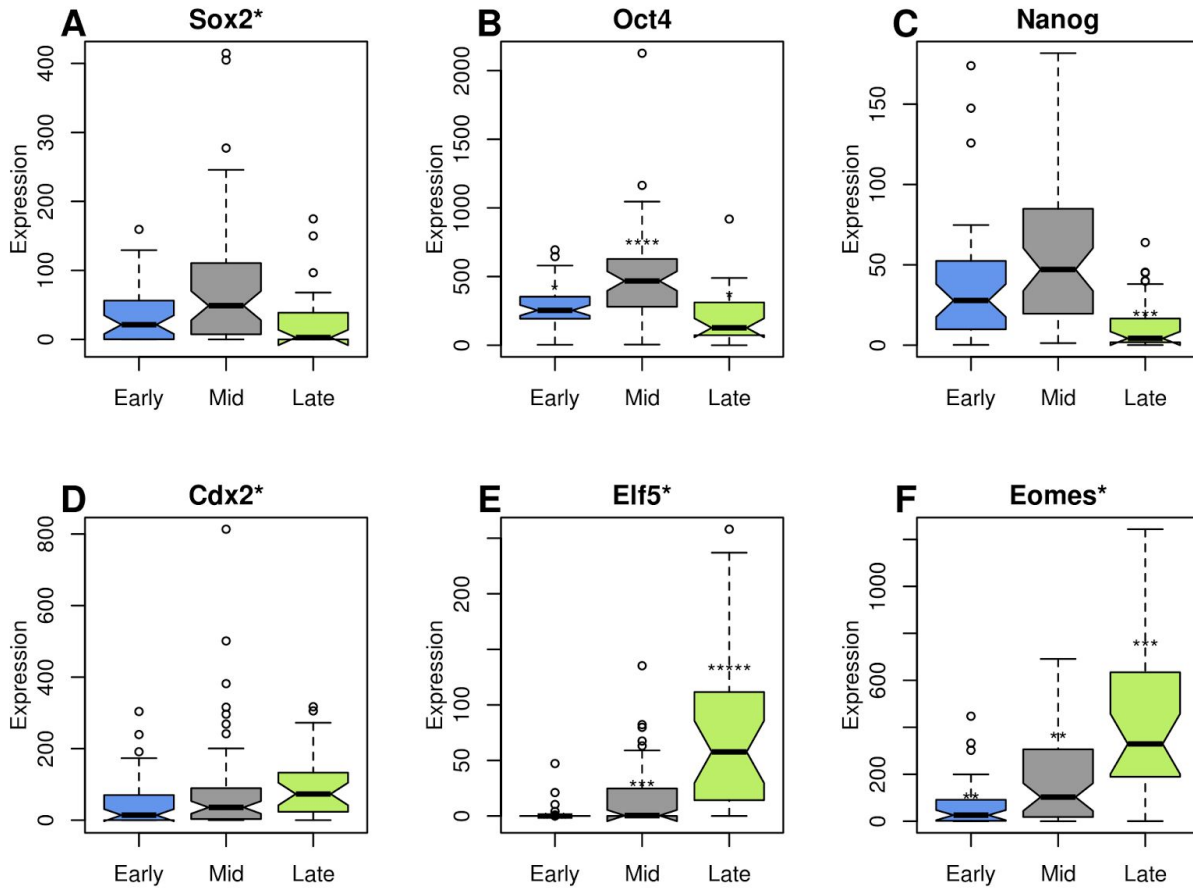 A Sox2*
Expression
0 100 200 300 400
Early Mid Late
B Oct4
Expression
0 500 1000 1500 2000
*
****
*
Early Mid Late
C Nanog
Expression
0 50 100 150
***
Early Mid Late
D Cdx2*
Expression
0 200 400 600 800
Early Mid Late
E Elf5*
Expression
0 50 100 200
***
*****
Early Mid Late
F Eomes*
Expression
0 200 600 1000
**
**
***
Early Mid Late